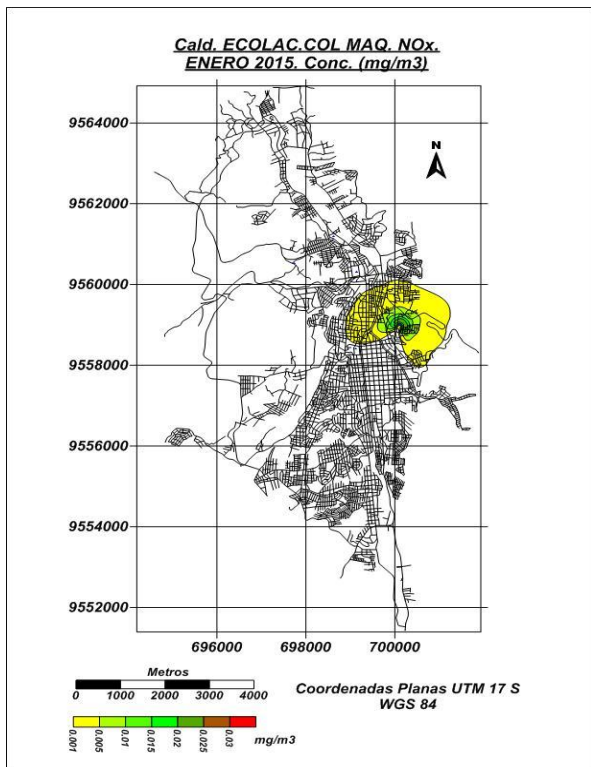 Cald. ECOLAC.COL MAQ. NOx.
ENERO 2015. Conc. (mg/m3)
N
9564000
9562000
9560000
9558000
9556000
9554000
9552000
696000 698000 700000
Metros
0 1000 2000 3000 4000
Coordenadas Planas UTM 17 S
WGS 84
0.001 0.005 0.01 0.015 0.02 0.025 0.03 mg/m3